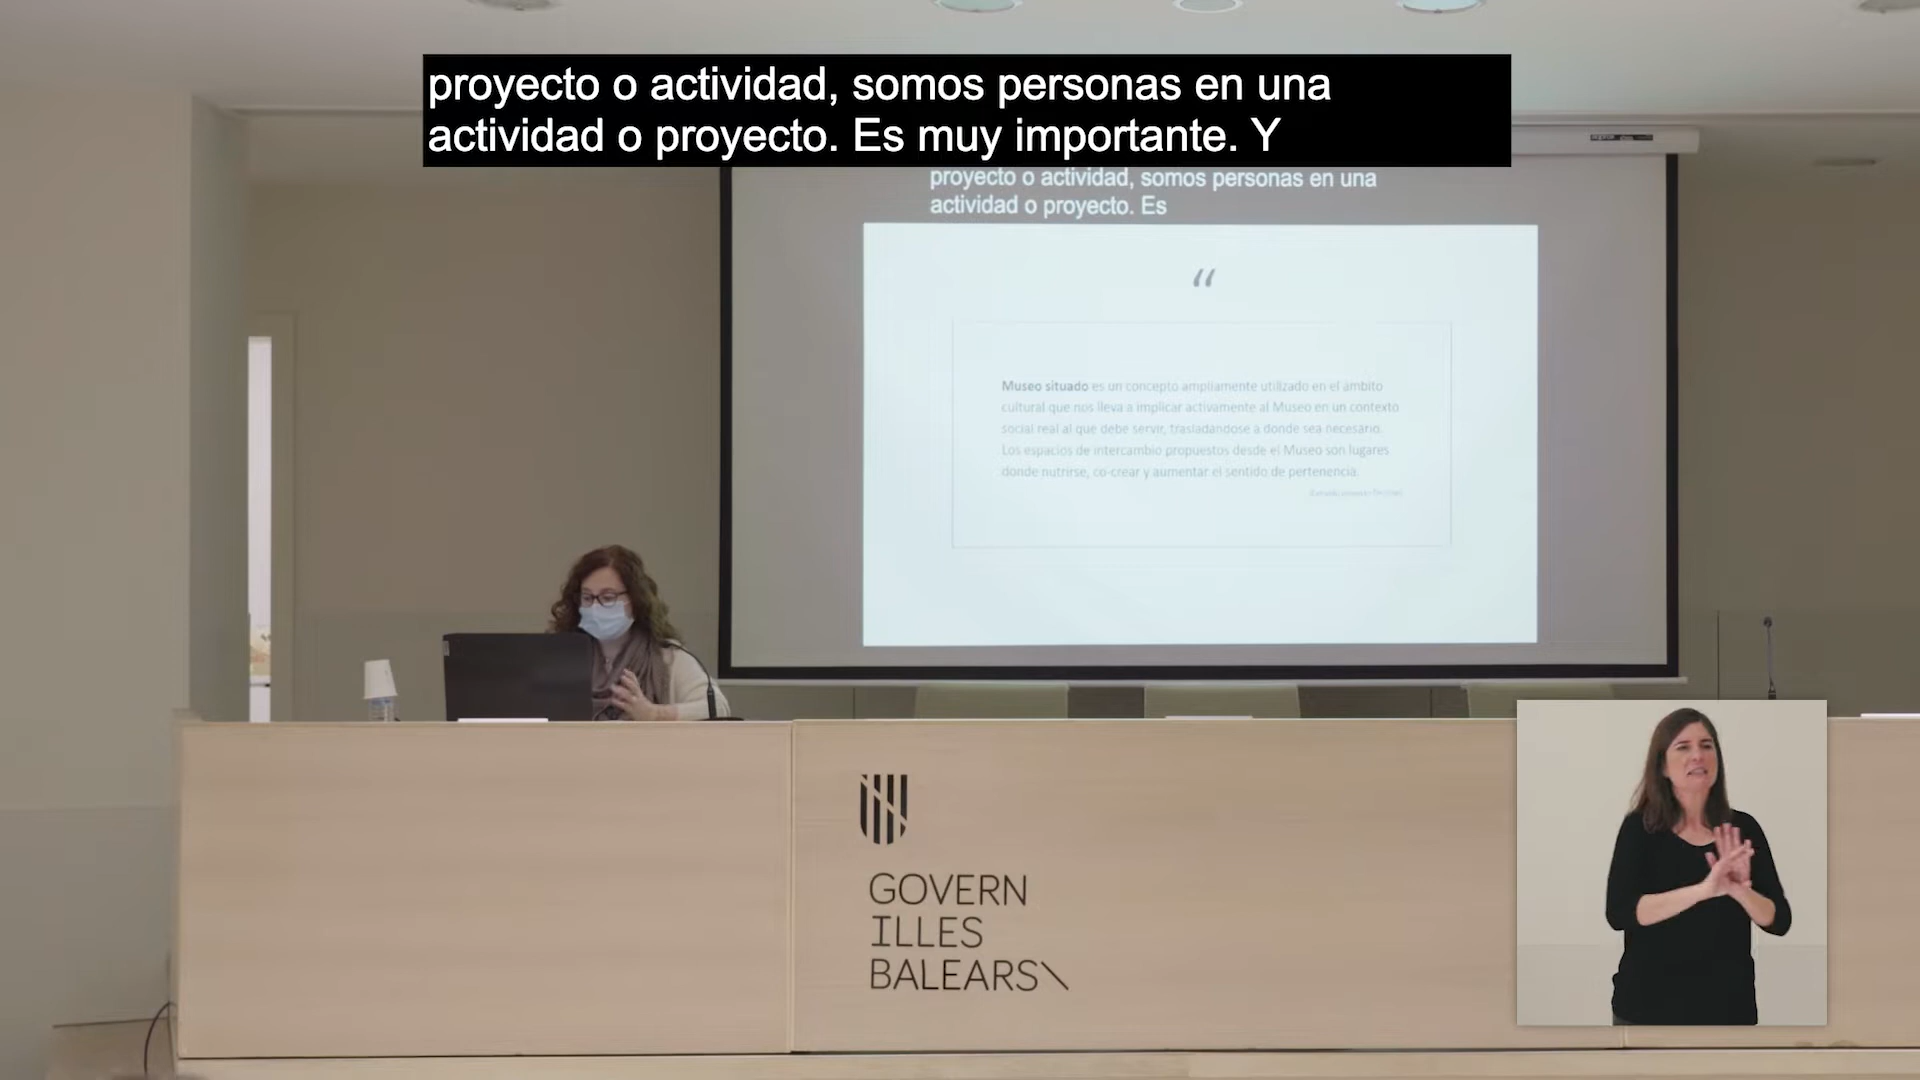 proyecto o actividad, somos personas en una
actividad o proyecto. Es muy importante. Y
proyecto o actividad, somos personas en una
actividad o proyecto. Es
“
Museo situado es un concepto ampliamente utilizado en el ámbito
cultural que nos lleva a implicar activamente al Museo en un contexto
social real al que debe servir, trasladándose a donde sea necesario.
Los espacios de intercambio propuestos desde el Museo son lugares
donde nutrirse, co-crear y aumentar el sentido de pertenencia.
GOVERN
ILLES
BALEARS\